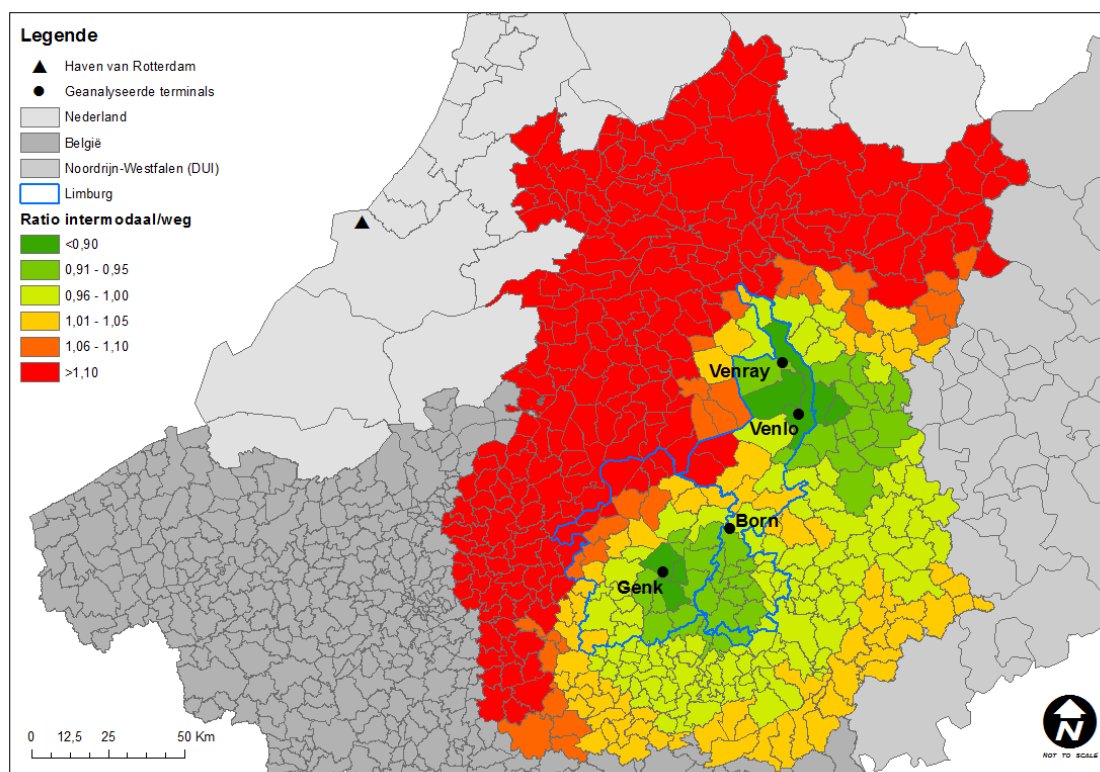 Legende
Haven van Rotterdam
Geanalyseerde terminals
Nederland
België
Noordrijn-Westfalen (DUI)
Limburg
Ratio intermodaal/weg
<0,90
0,91 - 0,95
0,96 - 1,00
1,01 - 1,05
1,06 - 1,10
>1,10
Venray
Venlo
Born
Genk
0 12,5 25 50 Km
N
NOT TO SCALE